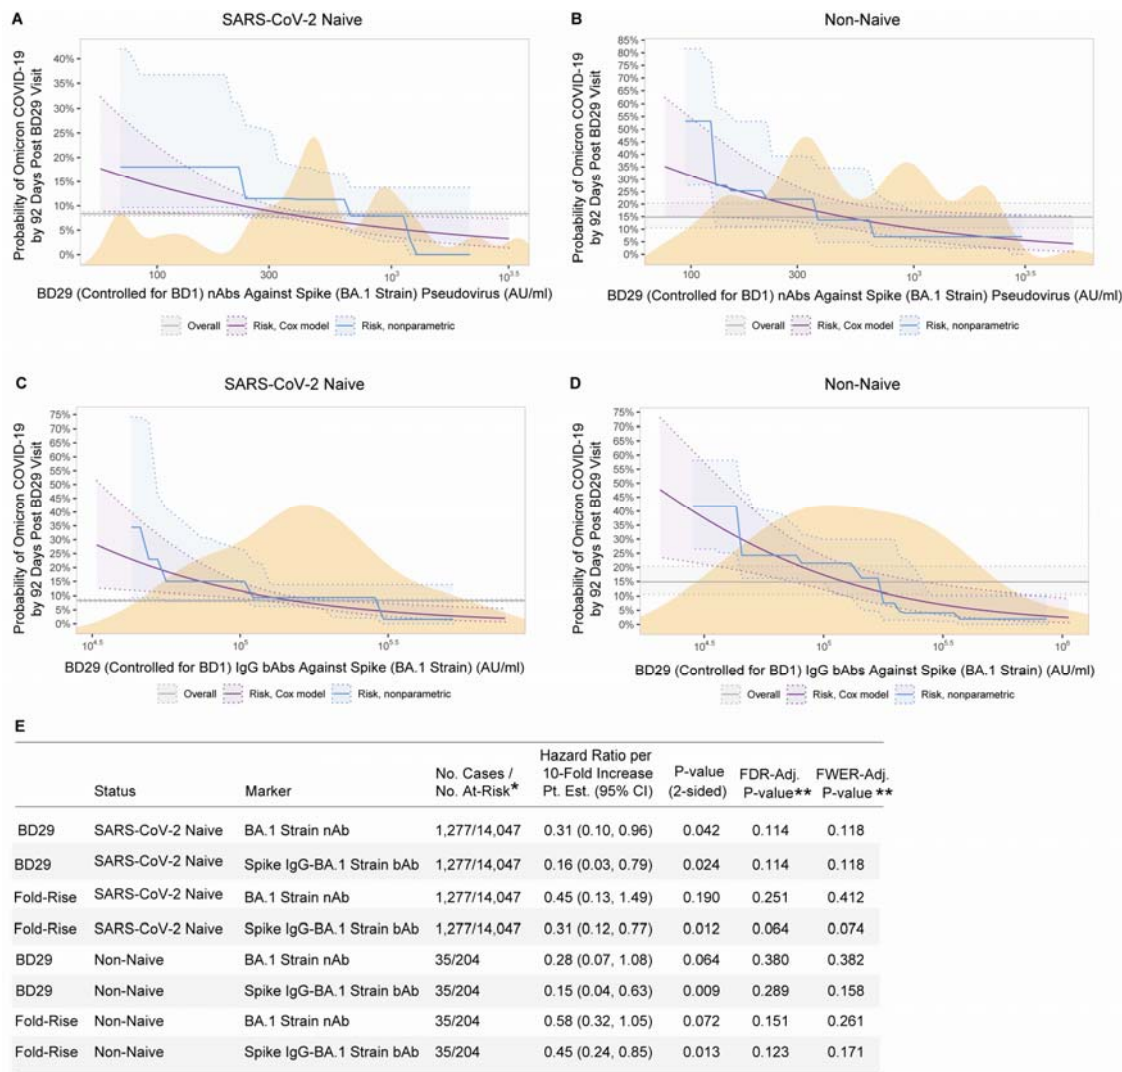 A
SARS-CoV-2 Naive
Probability of Omicron COVID-19
by 92 Days Post BD29 Visit
40%
35%
30%
25%
20%
15%
10%
5%
0%
100 300 10³ 10³·⁵
BD29 (Controlled for BD1) nAbs Against Spike (BA.1 Strain) Pseudovirus (AU/ml)
Overall Risk, Cox model Risk, nonparametric
B
Non-Naive
Probability of Omicron COVID-19
by 92 Days Post BD29 Visit
85%
80%
75%
70%
65%
60%
55%
50%
45%
40%
35%
30%
25%
20%
15%
10%
5%
0%
100 300 10³ 10³·⁵
BD29 (Controlled for BD1) nAbs Against Spike (BA.1 Strain) Pseudovirus (AU/ml)
Overall Risk, Cox model Risk, nonparametric
C
SARS-CoV-2 Naive
Probability of Omicron COVID-19
by 92 Days Post BD29 Visit
75%
70%
65%
60%
55%
50%
45%
40%
35%
30%
25%
20%
15%
10%
5%
0%
10⁴·⁵ 10⁵ 10⁵·⁵
BD29 (Controlled for BD1) IgG bAbs Against Spike (BA.1 Strain) (AU/ml)
Overall Risk, Cox model Risk, nonparametric
D
Non-Naive
Probability of Omicron COVID-19
by 92 Days Post BD29 Visit
75%
70%
65%
60%
55%
50%
45%
40%
35%
30%
25%
20%
15%
10%
5%
0%
10⁴·⁵ 10⁵ 10⁵·⁵ 10⁶
BD29 (Controlled for BD1) IgG bAbs Against Spike (BA.1 Strain) (AU/ml)
Overall Risk, Cox model Risk, nonparametric
E
Status Marker No. Cases / No. At-Risk* Hazard Ratio per 10-Fold Increase Pt. Est. (95% CI) P-value (2-sided) FDR-Adj. P-value** FWER-Adj. P-value **
BD29 SARS-CoV-2 Naive BA.1 Strain nAb 1,277/14,047 0.31 (0.10, 0.96) 0.042 0.114 0.118
BD29 SARS-CoV-2 Naive Spike IgG-BA.1 Strain bAb 1,277/14,047 0.16 (0.03, 0.79) 0.024 0.114 0.118
Fold-Rise SARS-CoV-2 Naive BA.1 Strain nAb 1,277/14,047 0.45 (0.13, 1.49) 0.190 0.251 0.412
Fold-Rise SARS-CoV-2 Naive Spike IgG-BA.1 Strain bAb 1,277/14,047 0.31 (0.12, 0.77) 0.012 0.064 0.074
BD29 Non-Naive BA.1 Strain nAb 35/204 0.28 (0.07, 1.08) 0.064 0.380 0.382
BD29 Non-Naive Spike IgG-BA.1 Strain bAb 35/204 0.15 (0.04, 0.63) 0.009 0.289 0.158
Fold-Rise Non-Naive BA.1 Strain nAb 35/204 0.58 (0.32, 1.05) 0.072 0.151 0.261
Fold-Rise Non-Naive Spike IgG-BA.1 Strain bAb 35/204 0.45 (0.24, 0.85) 0.013 0.123 0.171